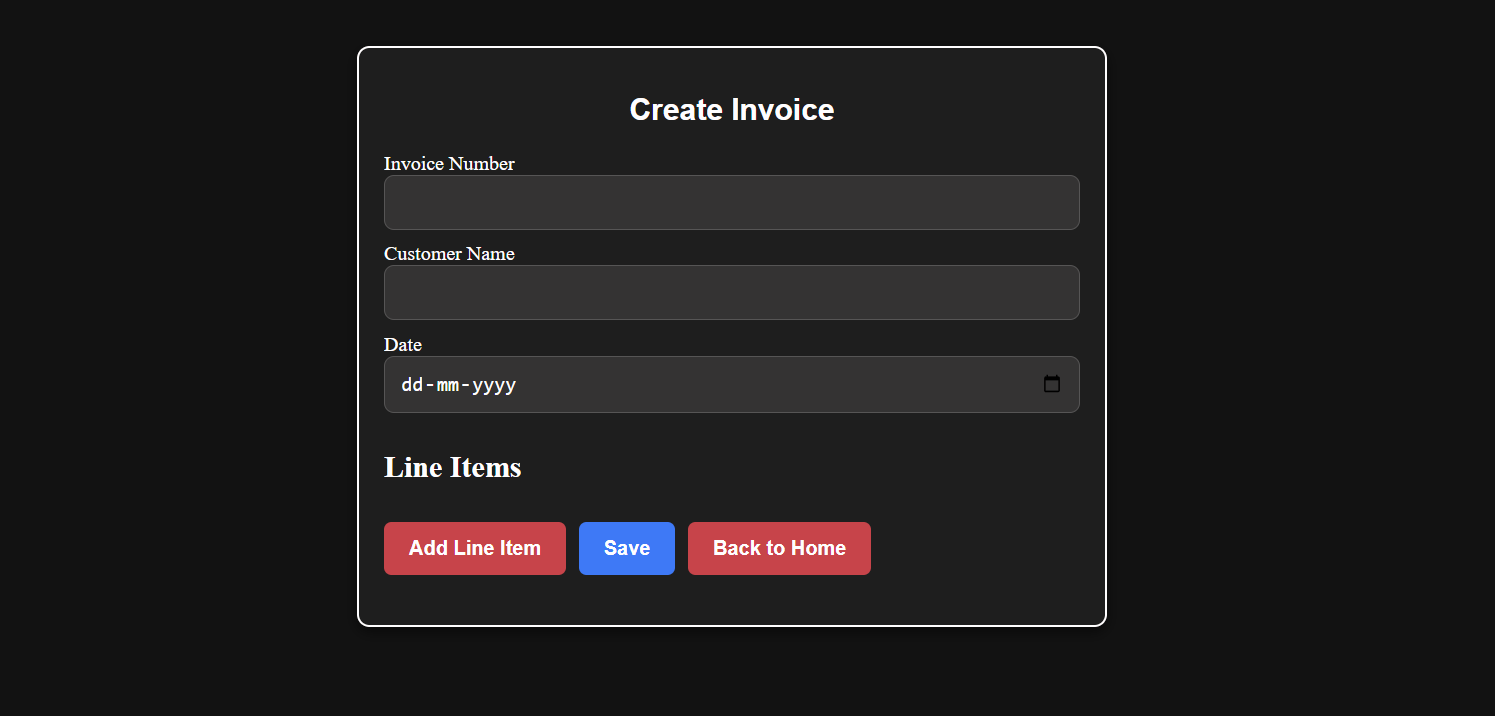 Create Invoice
Invoice Number
Customer Name
Date
dd-mm-yyyy
Line Items
Add Line Item Save Back to Home